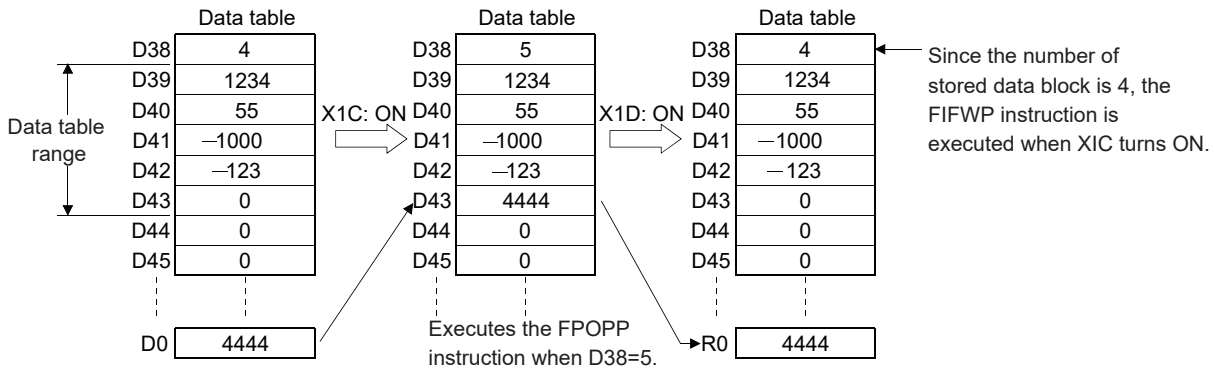 Data table Data table Data table
D38 4 D38 5 D38 4
D39 1234 D39 1234 D39 1234
D40 55 D40 55 D40 55
D41 —1000 D41 —1000 D41 —1000
D42 —123 D42 —123 D42 —123
D43 0 D43 4444 D43 0
D44 0 D44 0 D44 0
D45 0 D45 0 D45 0
Data table
range
X1C: ON
X1D: ON
Since the number of
stored data block is 4, the
FIFWP instruction is
executed when XIC turns ON.
D0 4444
Executes the FPOPP
instruction when D38=5.
R0 4444